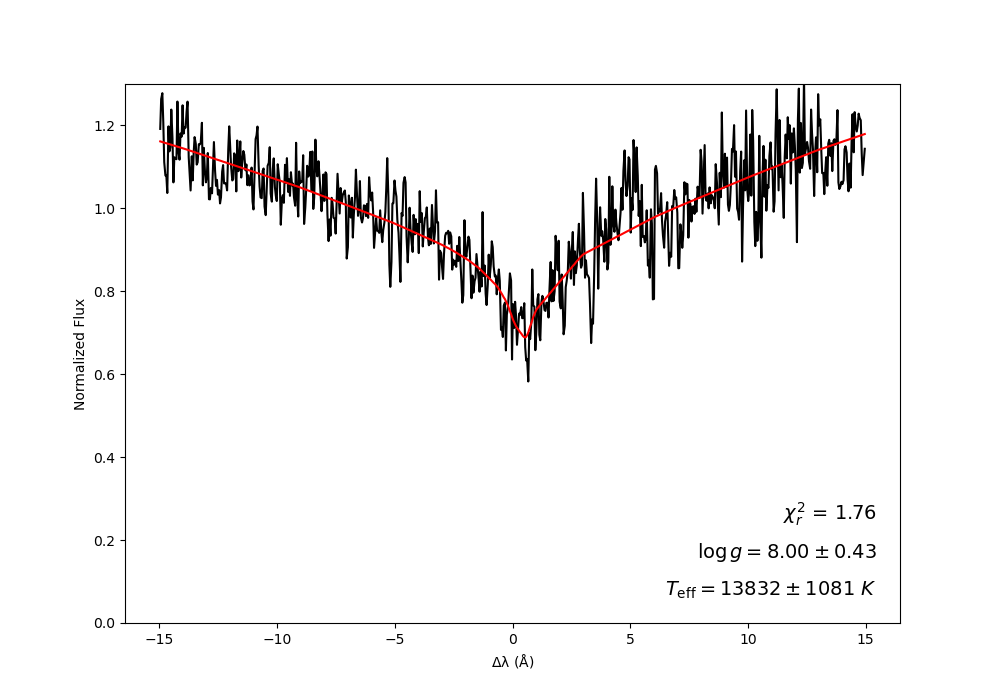 1.2
1.0
0.8
0.6
0.4
0.2
0.0
Normalized Flux
χ²ᵣ = 1.76
log g = 8.00 ± 0.43
T_eff = 13832 ± 1081 K
−15 −10 −5 0 5 10 15
Δλ (Å)